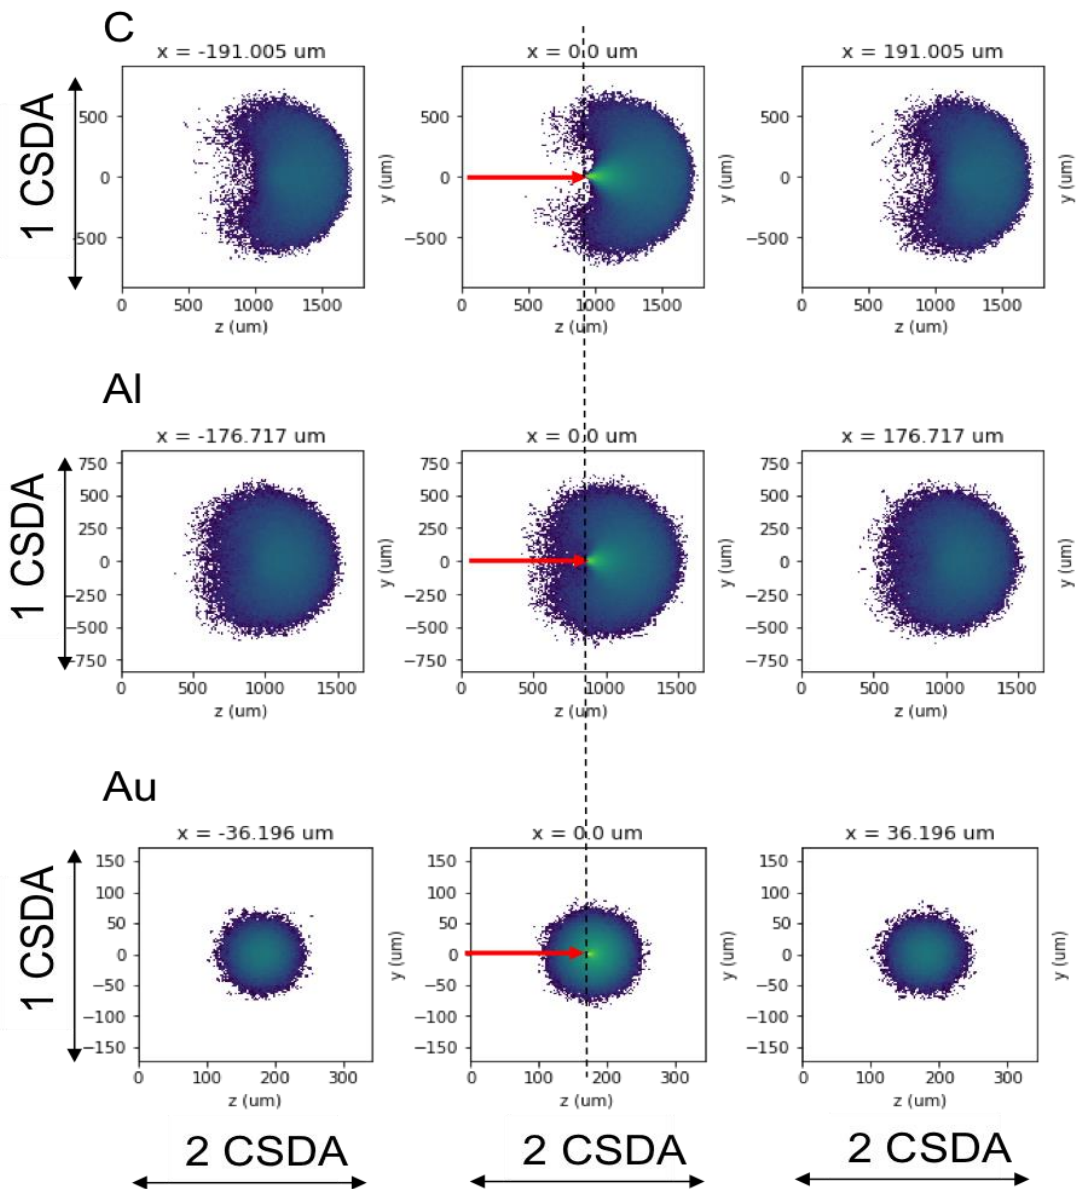 C
x = -191.005 um
x = 0.0 um
x = 191.005 um
1 CSDA
500
0
−500
0
500
1000
1500
z (um)
y (um)
500
0
−500
0
500
1000
1500
z (um)
y (um)
500
0
−500
0
500
1000
1500
z (um)
y (um)
Al
x = -176.717 um
x = 0.0 um
x = 176.717 um
1 CSDA
750
500
250
0
−250
−500
−750
0
500
1000
1500
z (um)
y (um)
750
500
250
0
−250
−500
−750
0
500
1000
1500
z (um)
y (um)
750
500
250
0
−250
−500
−750
0
500
1000
1500
z (um)
y (um)
Au
x = -36.196 um
x = 0.0 um
x = 36.196 um
1 CSDA
150
100
50
0
−50
−100
−150
0
100
200
300
z (um)
y (um)
150
100
50
0
−50
−100
−150
0
100
200
300
z (um)
y (um)
150
100
50
0
−50
−100
−150
0
100
200
300
z (um)
y (um)
2 CSDA
2 CSDA
2 CSDA